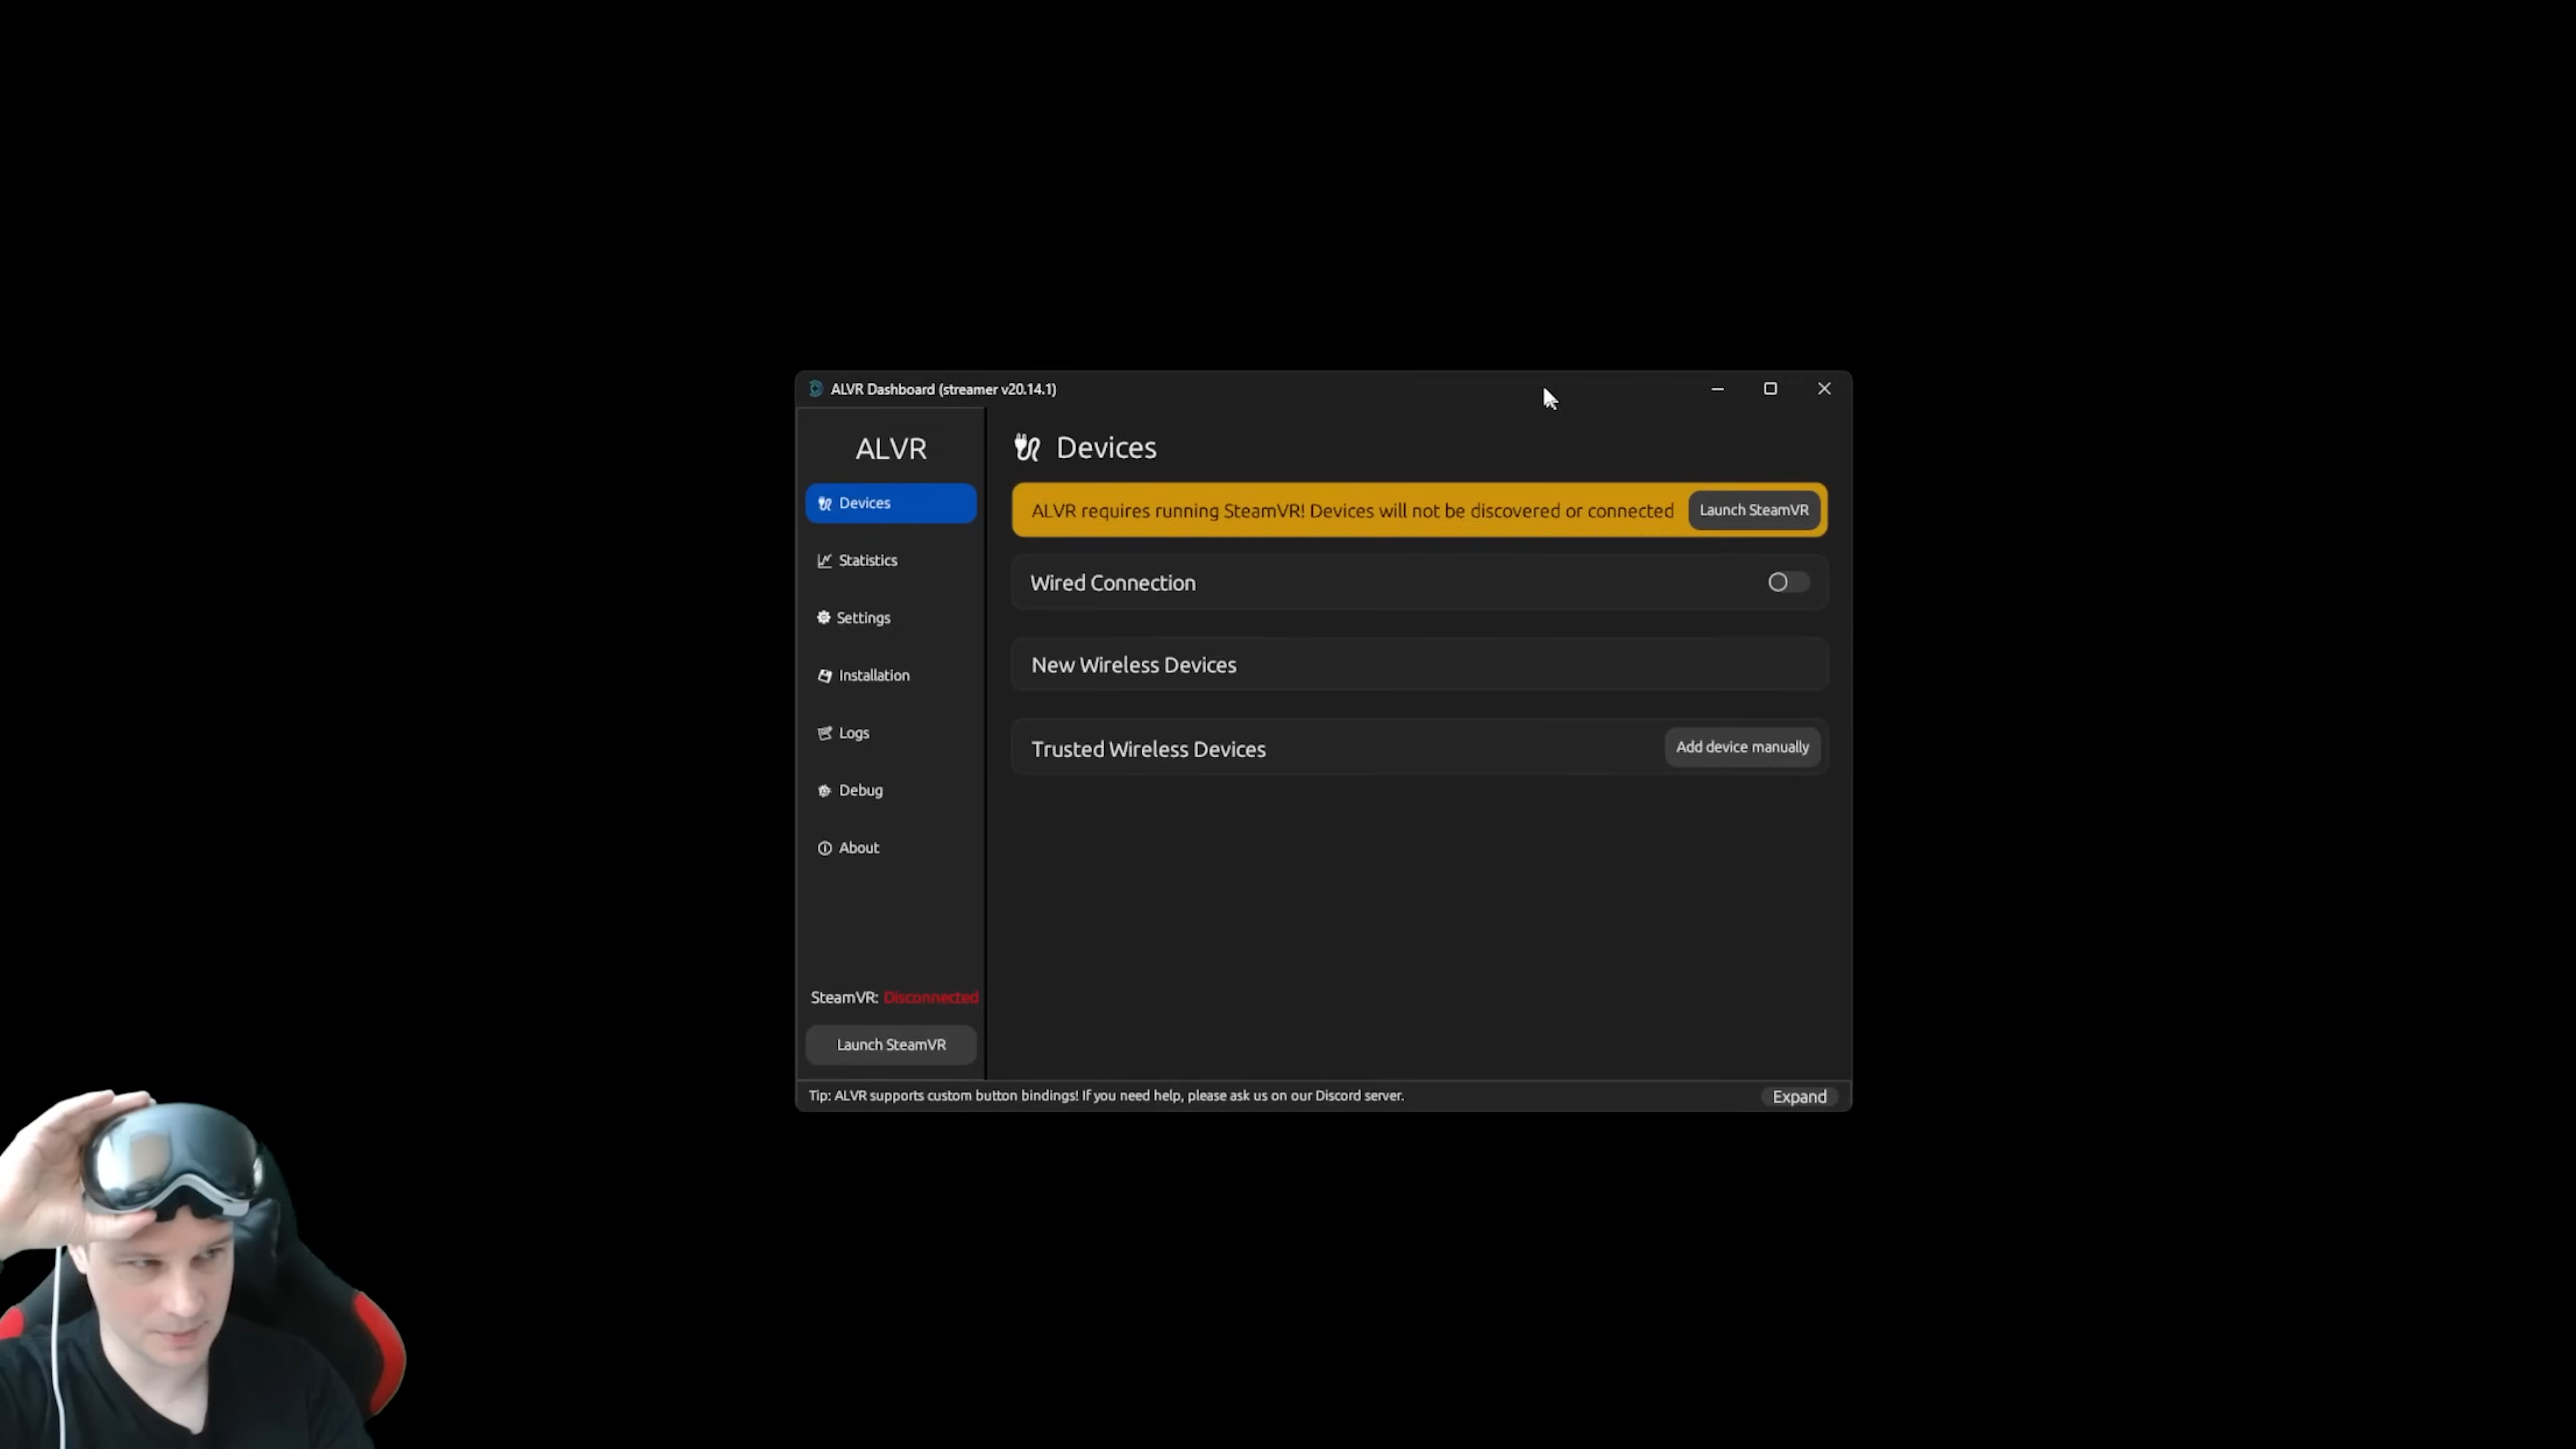 ALVR Dashboard (streamer v20.14.1)
ALVR
Devices
Statistics
Settings
Installation
Logs
Debug
About
SteamVR: Disconnected
Launch SteamVR
Devices
ALVR requires running SteamVR! Devices will not be discovered or connected
Launch SteamVR
Wired Connection
New Wireless Devices
Trusted Wireless Devices
Add device manually
Tip: ALVR supports custom button bindings! If you need help, please ask us on our Discord server.
Expand